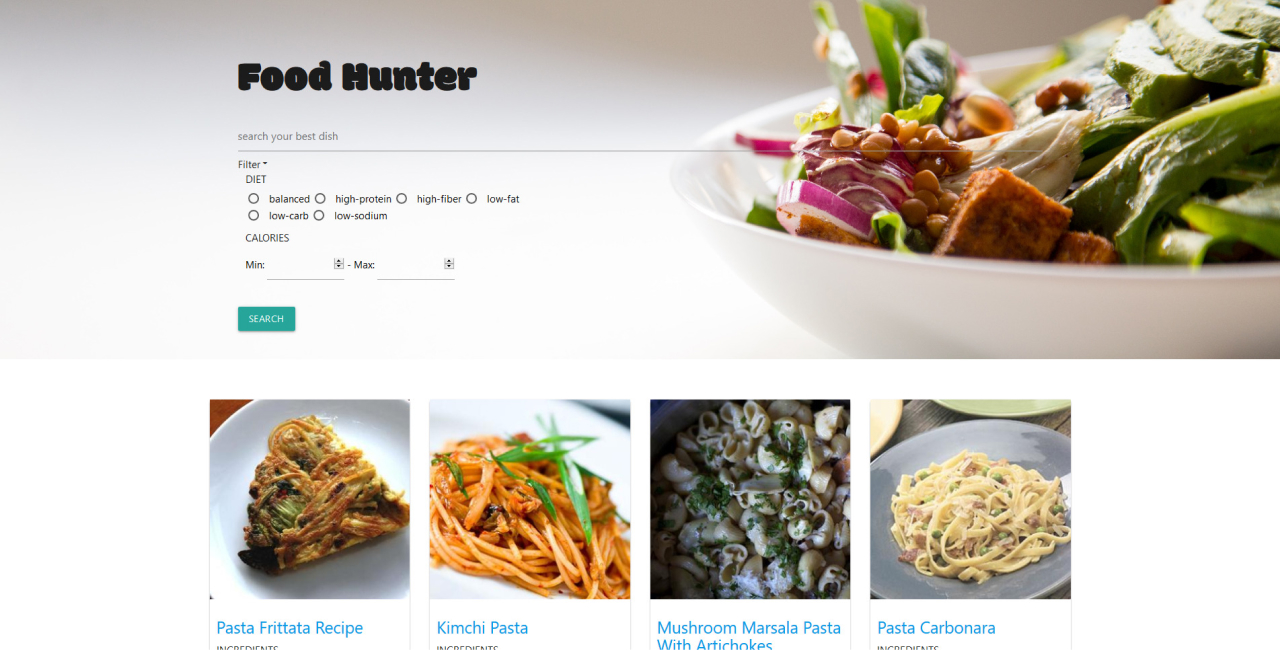 Food Hunter
search your best dish
Filter
DIET
balanced high-protein high-fiber low-fat
low-carb low-sodium
CALORIES
Min: - Max:
SEARCH
Pasta Frittata Recipe
INGREDIENTS
Kimchi Pasta
INGREDIENTS
Mushroom Marsala Pasta
With Artichokes
Pasta Carbonara
INGREDIENTS